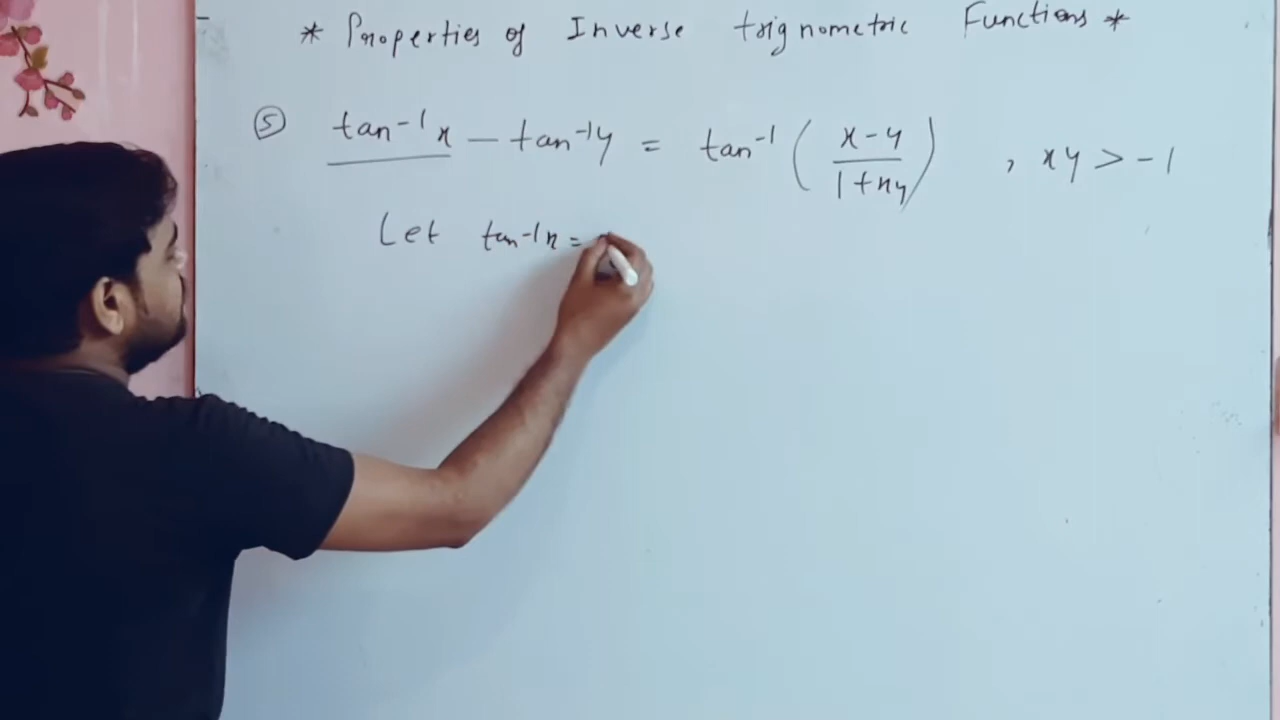 * Properties of Inverse trignometric Functions *
⑤ tan⁻¹x — tan⁻¹y = tan⁻¹ ( x-y / 1+xy ) , xy > -1
Let tan⁻¹x =